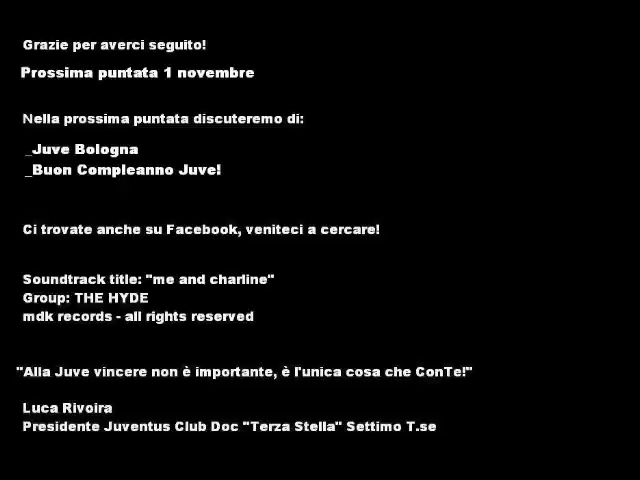 Grazie per averci seguito!
Prossima puntata 1 novembre
Nella prossima puntata discuteremo di:
_Juve Bologna
_Buon Compleanno Juve!
Ci trovate anche su Facebook, veniteci a cercare!
Soundtrack title: "me and charline"
Group: THE HYDE
mdk records - all rights reserved
"Alla Juve vincere non è importante, è l'unica cosa che ConTe!"
Luca Rivoira
Presidente Juventus Club Doc "Terza Stella" Settimo T.se